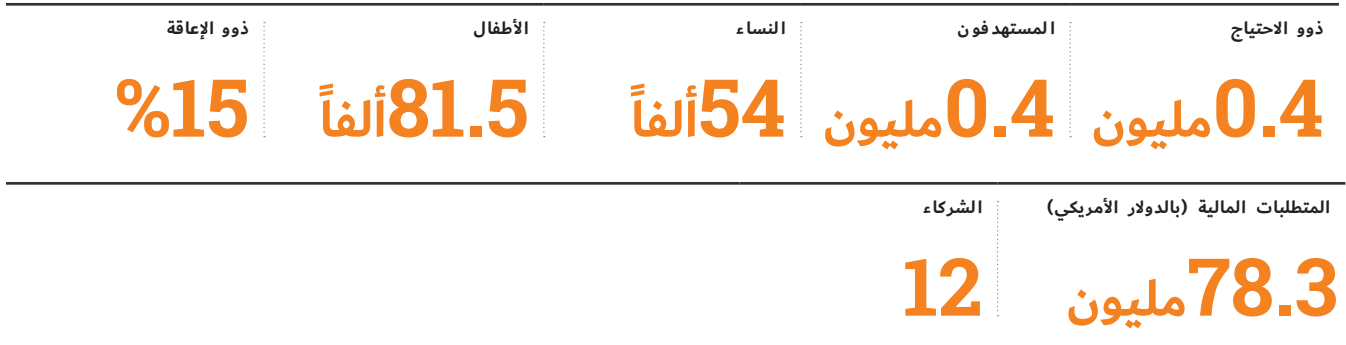 ذوو الاحتياج المستهدفون النساء الأطفال ذوو الإعاقة
0.4مليون 0.4مليون 54ألفاً 81.5ألفاً 15%
المتطلبات المالية (بالدولار الأمريكي) الشركاء
78.3مليون 12